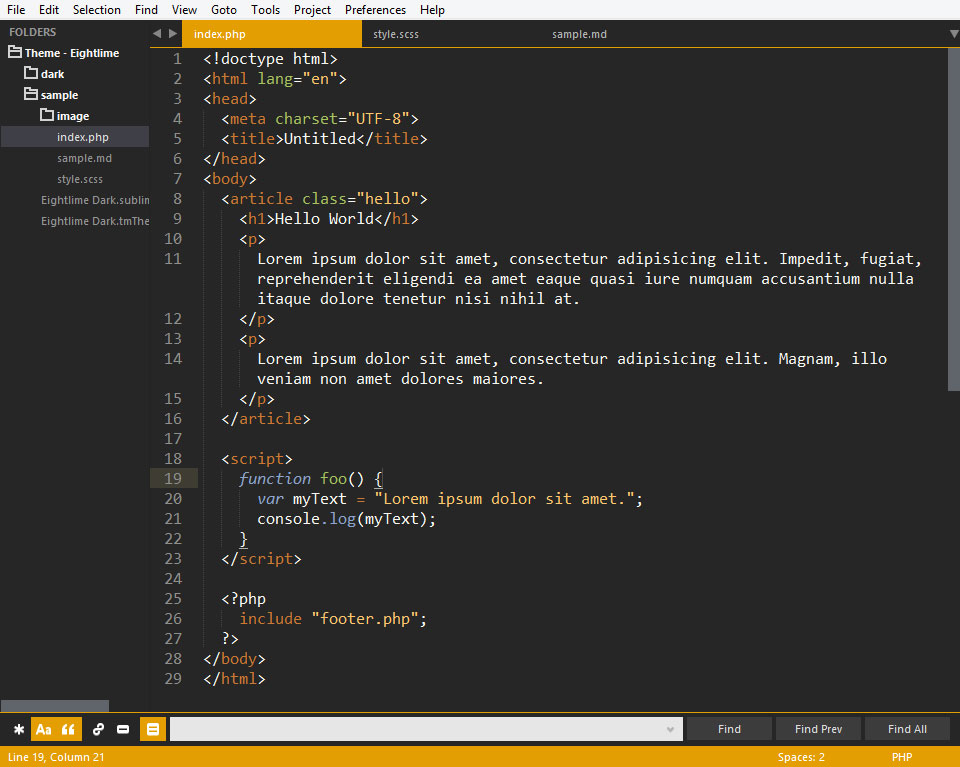 File Edit Selection Find View Goto Tools Project Preferences Help
FOLDERS
Theme - Eightlime
dark
sample
image
index.php
sample.md
style.scss
Eightlime Dark.sublim
Eightlime Dark.tmThe
index.php style.scss sample.md
1 <!doctype html>
2 <html lang="en">
3 <head>
4 <meta charset="UTF-8">
5 <title>Untitled</title>
6 </head>
7 <body>
8 <article class="hello">
9 <h1>Hello World</h1>
10 <p>
11 Lorem ipsum dolor sit amet, consectetur adipisicing elit. Impedit, fugiat,
reprehenderit eligendi ea amet eaque quasi iure numquam accusantium nulla
itaque dolore tenetur nisi nihil at.
12 </p>
13 <p>
14 Lorem ipsum dolor sit amet, consectetur adipisicing elit. Magnam, illo
veniam non amet dolores maiores.
15 </p>
16 </article>
17
18 <script>
19 function foo() {
20 var myText = "Lorem ipsum dolor sit amet.";
21 console.log(myText);
22 }
23 </script>
24
25 <?php
26 include "footer.php";
27 ?>
28 </body>
29 </html>
Aa Find Find Prev Find All
Line 19, Column 21 Spaces: 2 PHP